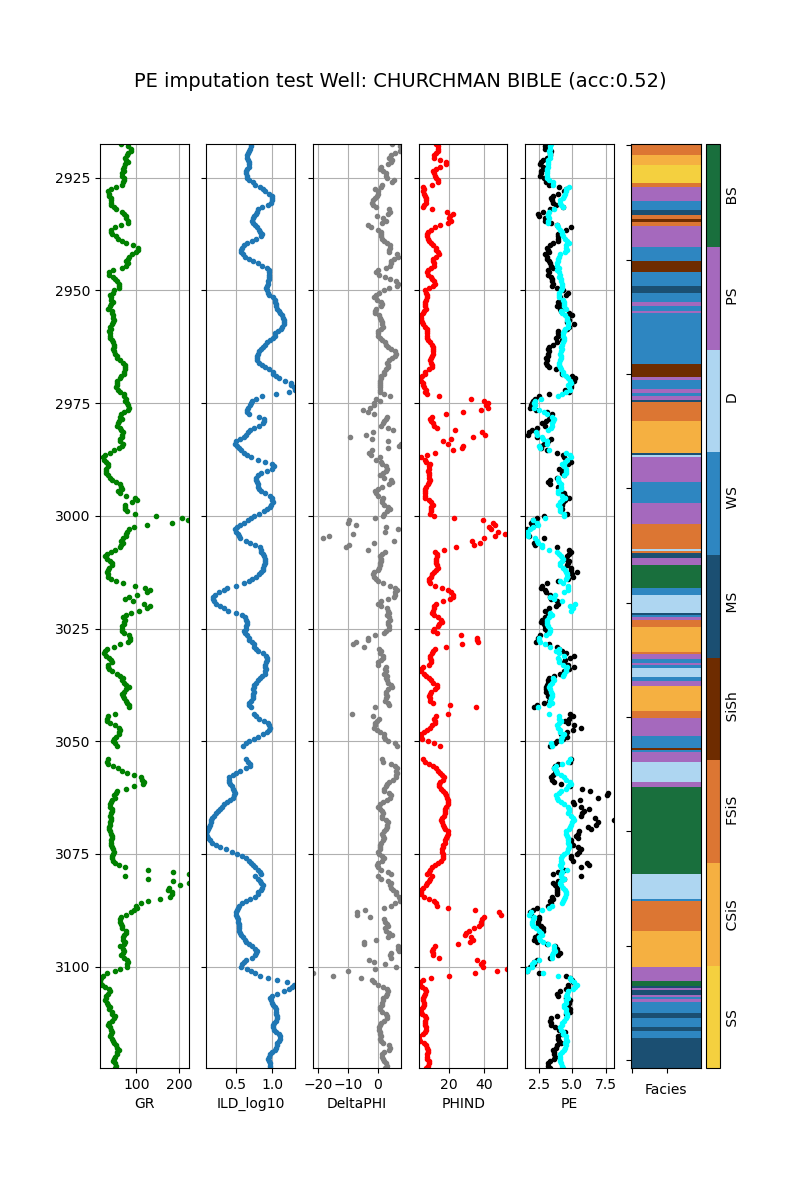 PE imputation test Well: CHURCHMAN BIBLE (acc:0.52)
2925
2950
2975
3000
3025
3050
3075
3100
100 200
0.5 1.0
−20 −10 0
20 40
2.5 5.0 7.5
GR
ILD_log10
DeltaPHI
PHIND
PE
Facies
BS
PS
D
WS
MS
SiSh
FSiS
CSiS
SS